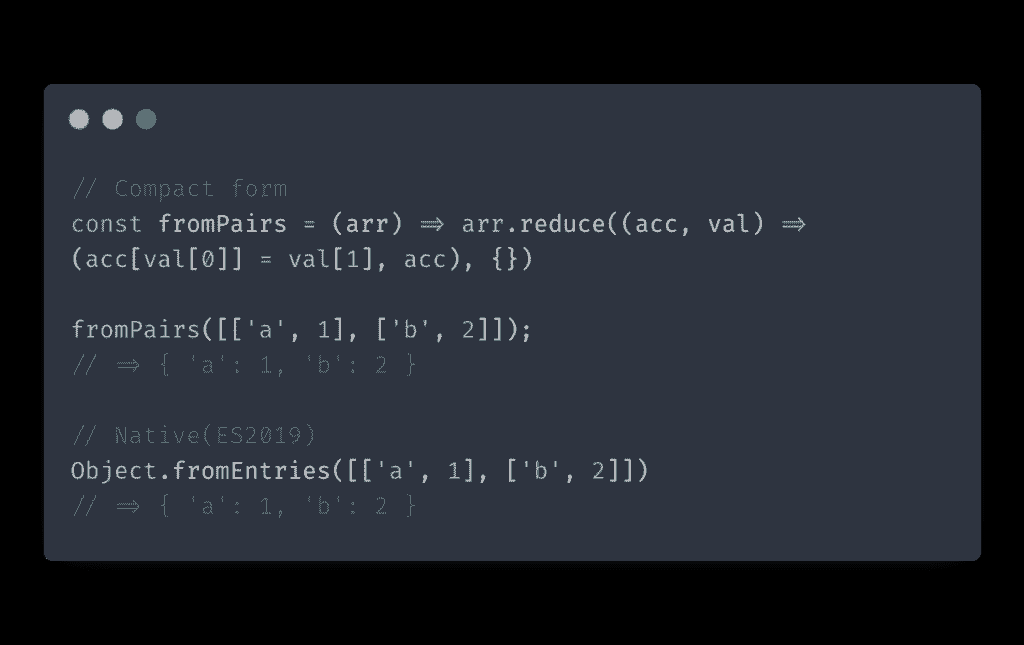 // Compact form
const fromPairs = (arr) => arr.reduce((acc, val) =>
(acc[val[0]] = val[1], acc), {})
fromPairs([['a', 1], ['b', 2]]);
// => { 'a': 1, 'b': 2 }
// Native(ES2019)
Object.fromEntries([['a', 1], ['b', 2]])
// => { 'a': 1, 'b': 2 }